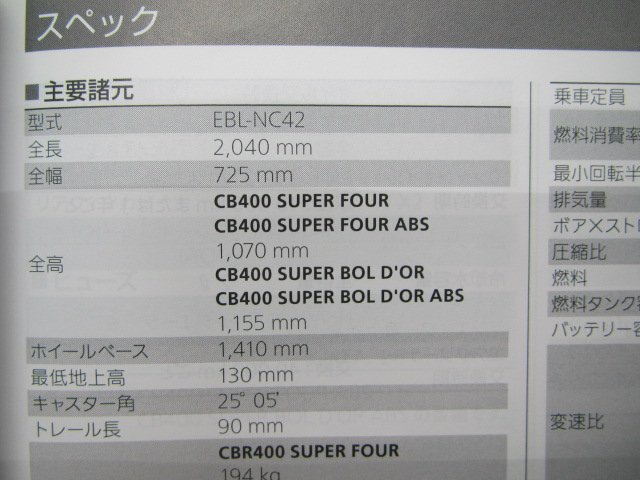 スペック
■主要諸元
型式 EBL-NC42
全長 2,040 mm
全幅 725 mm
全高
CB400 SUPER FOUR
CB400 SUPER FOUR ABS
1,070 mm
CB400 SUPER BOL D'OR
CB400 SUPER BOL D'OR ABS
1,155 mm
ホイールベース 1,410 mm
最低地上高 130 mm
キャスター角 25° 05'
トレール長 90 mm
CBR400 SUPER FOUR
194 kg
乗車定員
燃料消費率
最小回転半
排気量
ボア×スト
圧縮比
燃料
燃料タンク
バッテリー
変速比